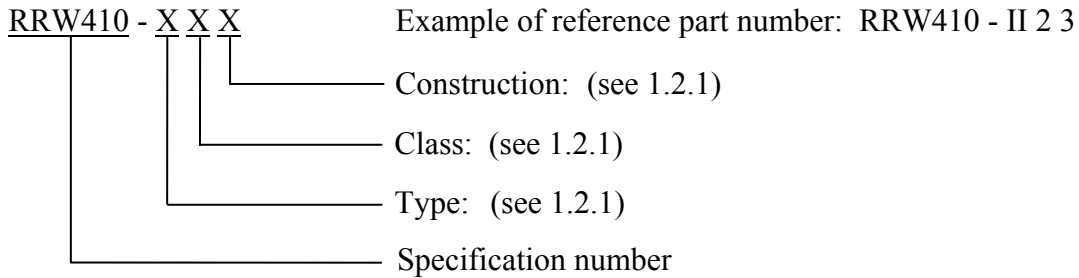 RRW410 - X X X Example of reference part number: RRW410 - II 2 3
Construction: (see 1.2.1)
Class: (see 1.2.1)
Type: (see 1.2.1)
Specification number